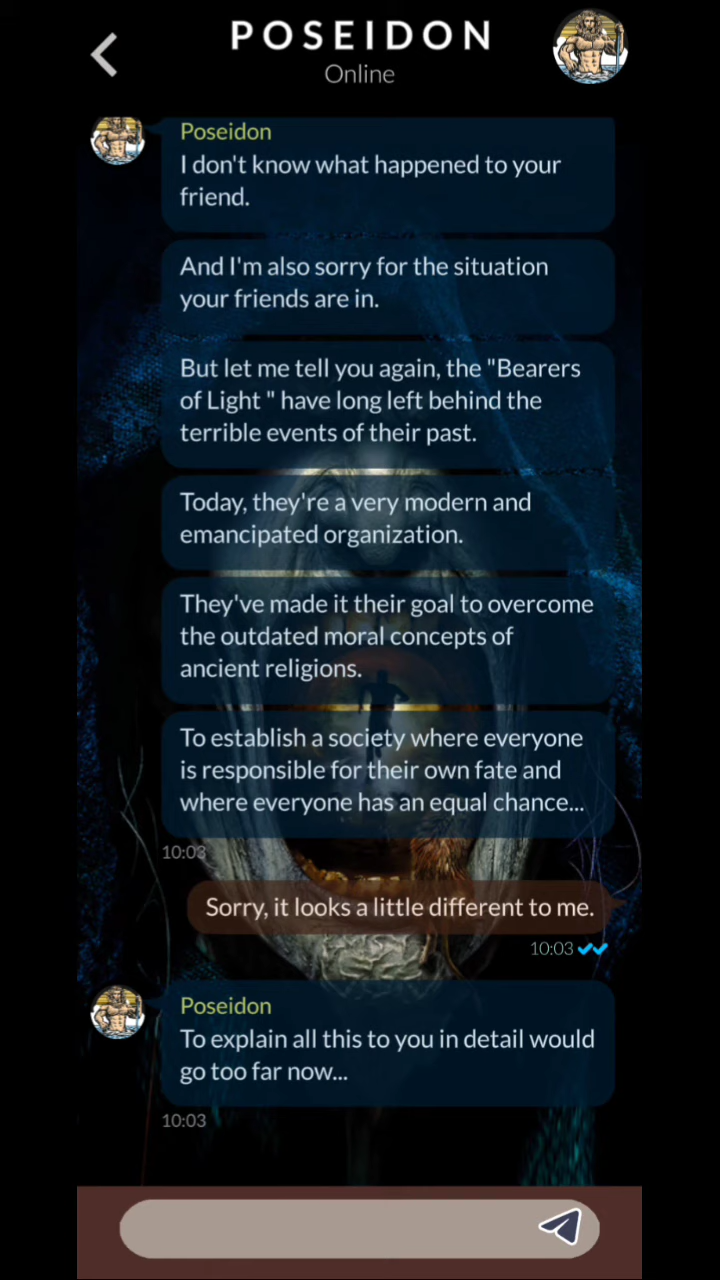 POSEIDON
Online
Poseidon
I don't know what happened to your
friend.
And I'm also sorry for the situation
your friends are in.
But let me tell you again, the "Bearers
of Light " have long left behind the
terrible events of their past.
Today, they're a very modern and
emancipated organization.
They've made it their goal to overcome
the outdated moral concepts of
ancient religions.
To establish a society where everyone
is responsible for their own fate and
where everyone has an equal chance...
10:03
Sorry, it looks a little different to me.
10:03
Poseidon
To explain all this to you in detail would
go too far now...
10:03